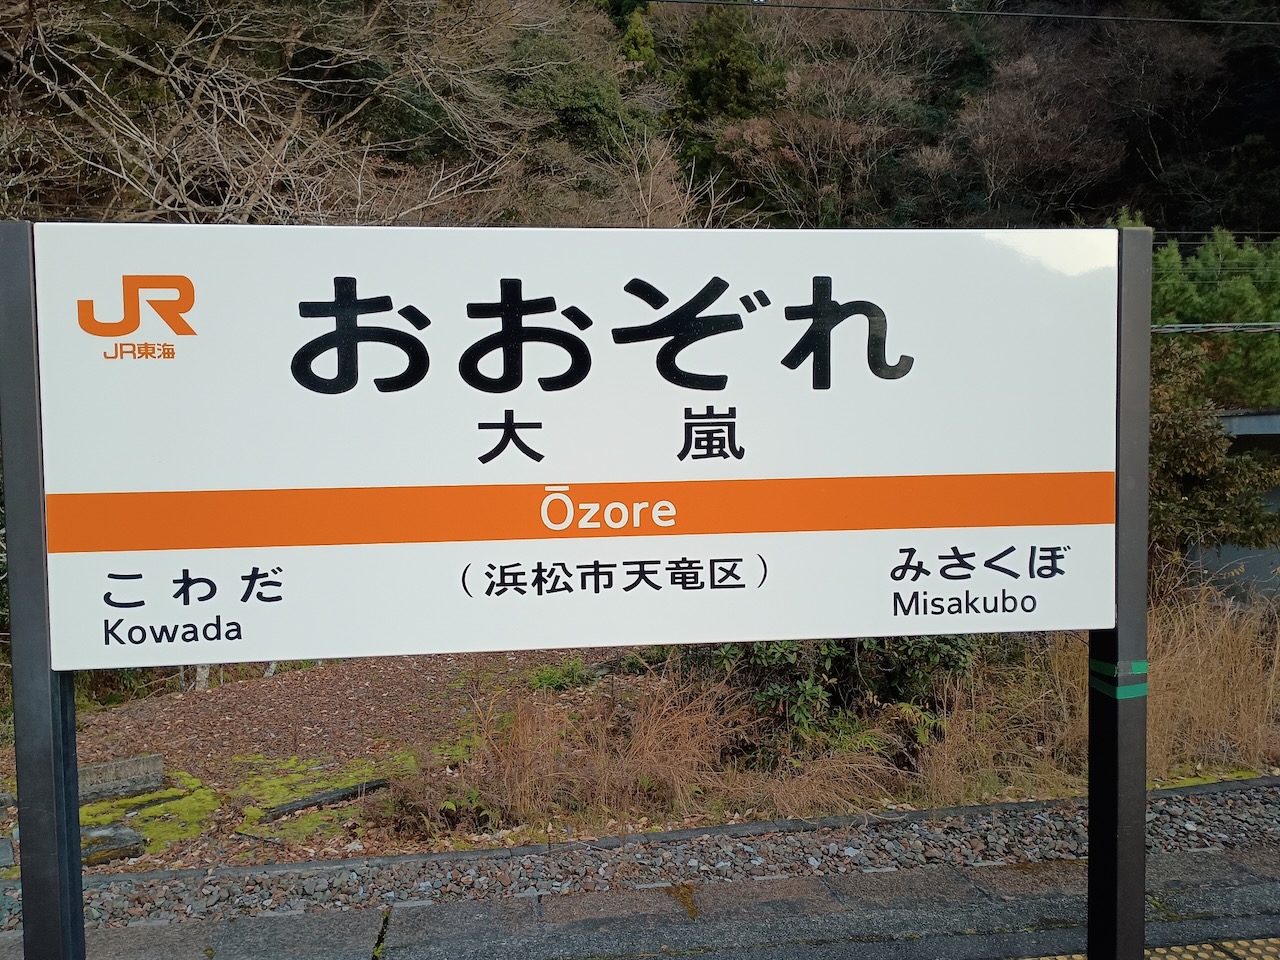 JR
JR東海
おおぞれ
大嵐
Ōzore
こわだ
Kowada
（浜松市天竜区）
みさくぼ
Misakubo